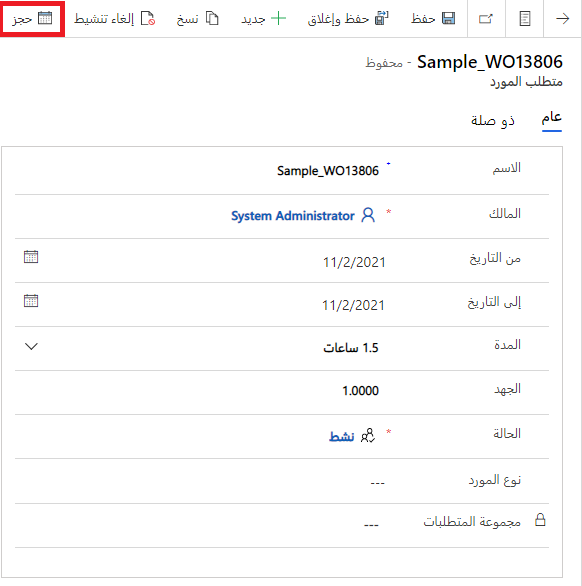 حفظ حفظ وإغلاق جديد نسخ إلغاء تنشيط حجز
Sample_WO13806 - محفوظ
متطلب المورد
عام ذو صلة
الاسم Sample_WO13806
المالك * System Administrator
من التاريخ 11/2/2021
إلى التاريخ 11/2/2021
المدة 1.5 ساعات
الجهد 1.0000
الحالة * نشط
نوع المورد ---
مجموعة المتطلبات ---